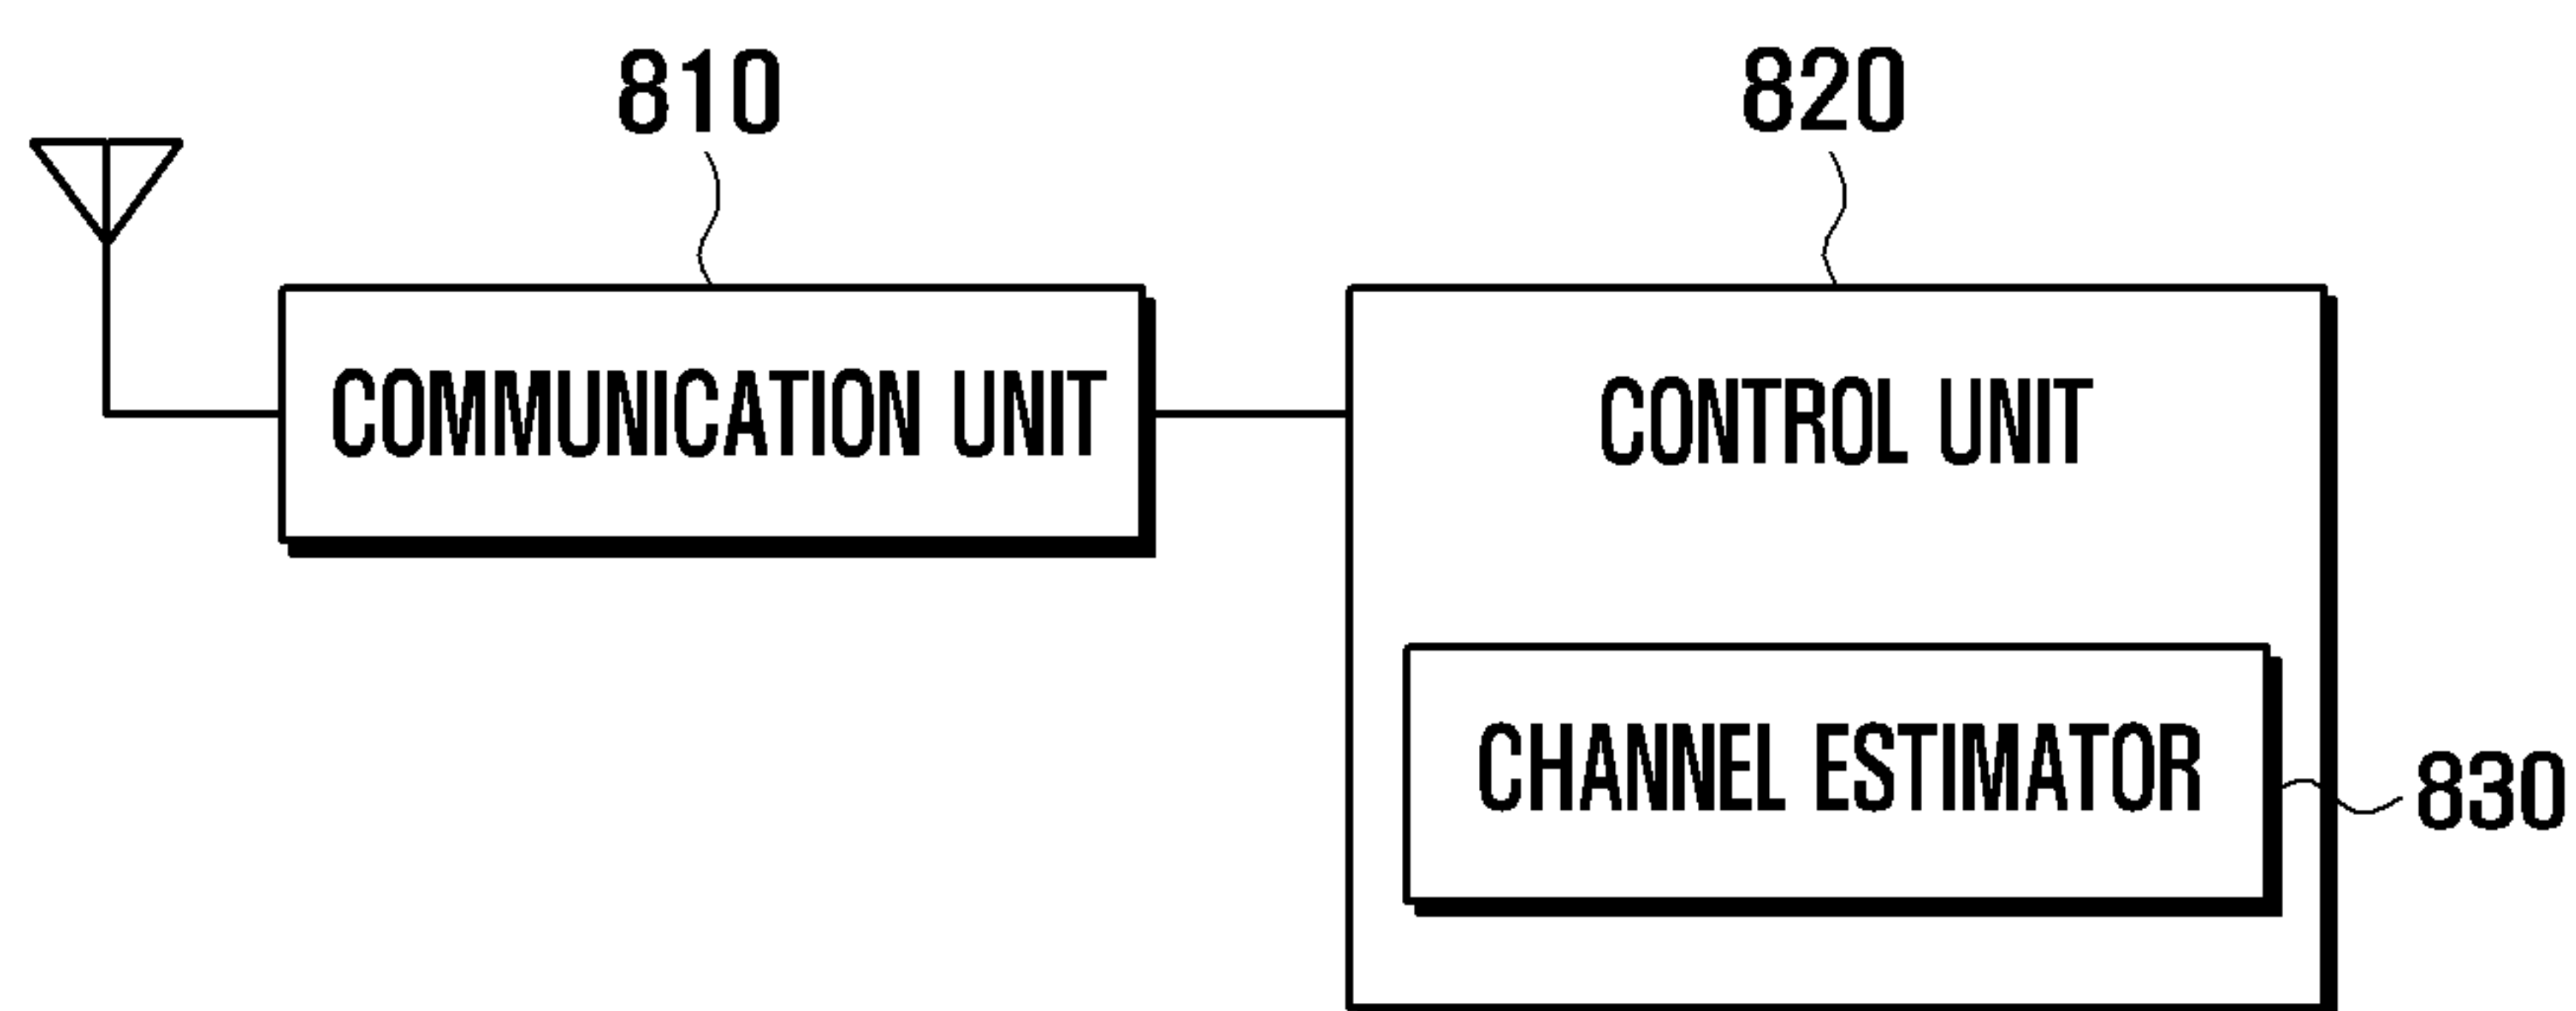 810
820
COMMUNICATION UNIT
CONTROL UNIT
CHANNEL ESTIMATOR
830